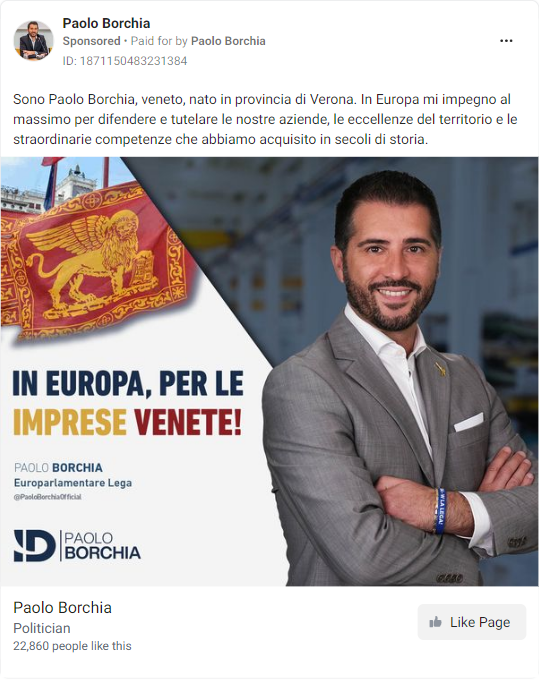 Paolo Borchia
Sponsored • Paid for by Paolo Borchia
ID: 1871150483231384
Sono Paolo Borchia, veneto, nato in provincia di Verona. In Europa mi impegno al
massimo per difendere e tutelare le nostre aziende, le eccellenze del territorio e le
straordinarie competenze che abbiamo acquisito in secoli di storia.
IN EUROPA, PER LE
IMPRESE VENETE!
PAOLO BORCHIA
Europarlamentare Lega
@PaoloBorchiaOfficial
ID PAOLO
BORCHIA
LA LEGA!
Paolo Borchia
Politician
22,860 people like this
Like Page